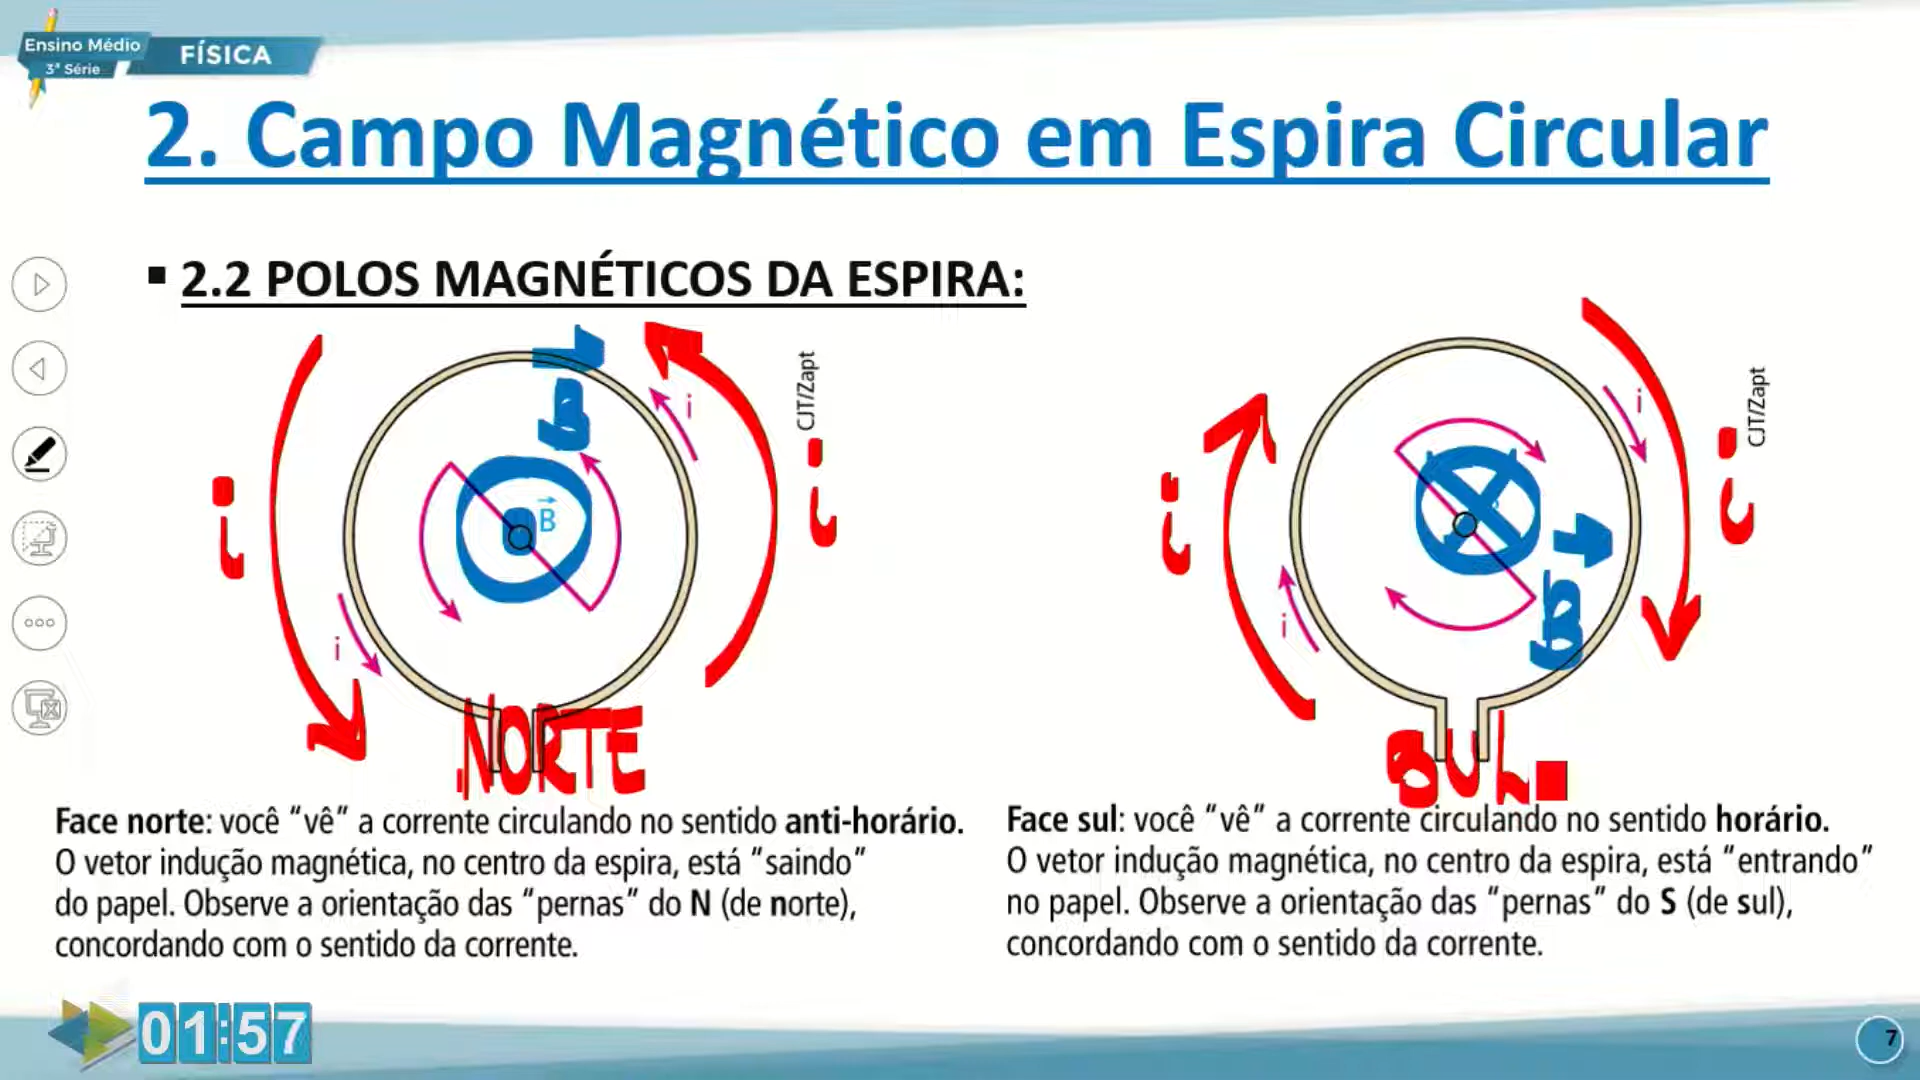 Ensino Médio
3ª Série
FÍSICA
2. Campo Magnético em Espira Circular
▪ 2.2 POLOS MAGNÉTICOS DA ESPIRA:
B
i
i
i
i
B
CJT/Zapt
NORTE
i
i
i
i
B
CJT/Zapt
SUL
Face norte: você “vê” a corrente circulando no sentido anti-horário.
O vetor indução magnética, no centro da espira, está “saindo”
do papel. Observe a orientação das “pernas” do N (de norte),
concordando com o sentido da corrente.
Face sul: você “vê” a corrente circulando no sentido horário.
O vetor indução magnética, no centro da espira, está “entrando”
no papel. Observe a orientação das “pernas” do S (de sul),
concordando com o sentido da corrente.
01:57
7